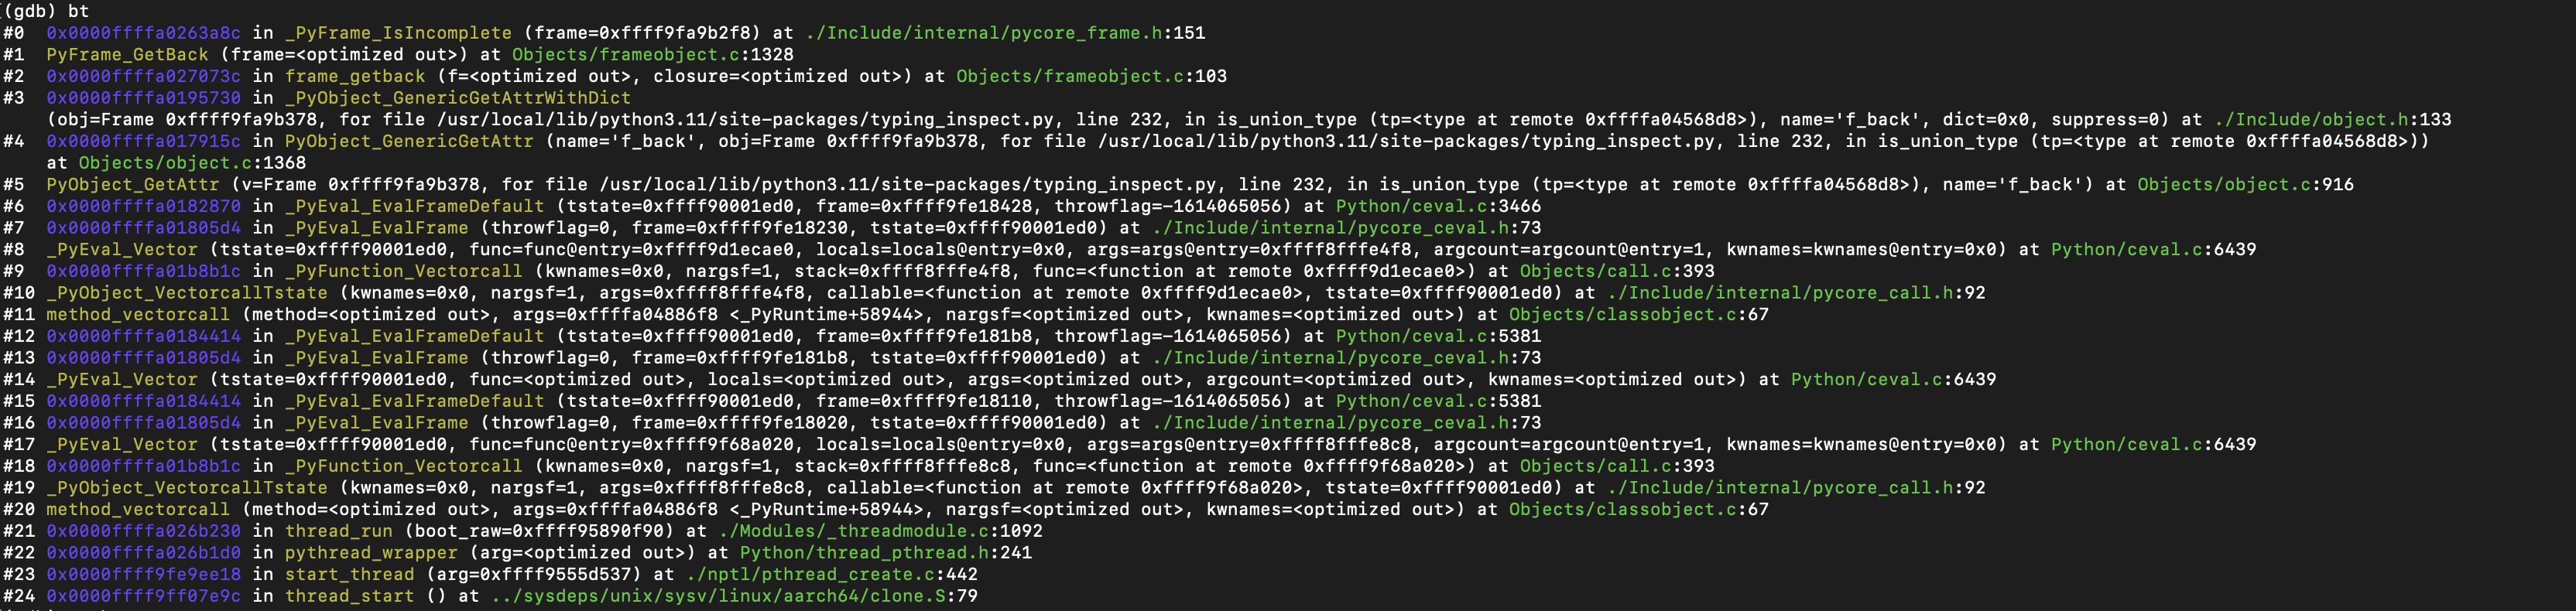 (gdb) bt
#0  0x0000ffffa0263a8c in _PyFrame_IsIncomplete (frame=0xffff9fa9b2f8) at ./Include/internal/pycore_frame.h:151
#1  PyFrame_GetBack (frame=<optimized out>) at Objects/frameobject.c:1328
#2  0x0000ffffa027073c in frame_getback (f=<optimized out>, closure=<optimized out>) at Objects/frameobject.c:103
#3  0x0000ffffa0195730 in _PyObject_GenericGetAttrWithDict
    (obj=Frame 0xffff9fa9b378, for file /usr/local/lib/python3.11/site-packages/typing_inspect.py, line 232, in is_union_type (tp=<type at remote 0xffffa04568d8>), name='f_back', dict=0x0, suppress=0) at ./Include/object.h:133
#4  0x0000ffffa017915c in PyObject_GenericGetAttr (name='f_back', obj=Frame 0xffff9fa9b378, for file /usr/local/lib/python3.11/site-packages/typing_inspect.py, line 232, in is_union_type (tp=<type at remote 0xffffa04568d8>))
    at Objects/object.c:1368
#5  PyObject_GetAttr (v=Frame 0xffff9fa9b378, for file /usr/local/lib/python3.11/site-packages/typing_inspect.py, line 232, in is_union_type (tp=<type at remote 0xffffa04568d8>), name='f_back') at Objects/object.c:916
#6  0x0000ffffa0182870 in _PyEval_EvalFrameDefault (tstate=0xffff90001ed0, frame=0xffff9fe18428, throwflag=-1614065056) at Python/ceval.c:3466
#7  0x0000ffffa01805d4 in _PyEval_EvalFrame (throwflag=0, frame=0xffff9fe18230, tstate=0xffff90001ed0) at ./Include/internal/pycore_ceval.h:73
#8  _PyEval_Vector (tstate=0xffff90001ed0, func=func@entry=0xffff9d1ecae0, locals=locals@entry=0x0, args=args@entry=0xffff8fffe4f8, argcount=argcount@entry=1, kwnames=kwnames@entry=0x0) at Python/ceval.c:6439
#9  0x0000ffffa01b8b1c in _PyFunction_Vectorcall (kwnames=0x0, nargsf=1, stack=0xffff8fffe4f8, func=<function at remote 0xffff9d1ecae0>) at Objects/call.c:393
#10 _PyObject_VectorcallTstate (kwnames=0x0, nargsf=1, args=0xffff8fffe4f8, callable=<function at remote 0xffff9d1ecae0>, tstate=0xffff90001ed0) at ./Include/internal/pycore_call.h:92
#11 method_vectorcall (method=<optimized out>, args=0xffffa04886f8 <_PyRuntime+58944>, nargsf=<optimized out>, kwnames=<optimized out>) at Objects/classobject.c:67
#12 0x0000ffffa0184414 in _PyEval_EvalFrameDefault (tstate=0xffff90001ed0, frame=0xffff9fe181b8, throwflag=-1614065056) at Python/ceval.c:5381
#13 0x0000ffffa01805d4 in _PyEval_EvalFrame (throwflag=0, frame=0xffff9fe181b8, tstate=0xffff90001ed0) at ./Include/internal/pycore_ceval.h:73
#14 _PyEval_Vector (tstate=0xffff90001ed0, func=<optimized out>, locals=<optimized out>, args=<optimized out>, argcount=<optimized out>, kwnames=<optimized out>) at Python/ceval.c:6439
#15 0x0000ffffa0184414 in _PyEval_EvalFrameDefault (tstate=0xffff90001ed0, frame=0xffff9fe18110, throwflag=-1614065056) at Python/ceval.c:5381
#16 0x0000ffffa01805d4 in _PyEval_EvalFrame (throwflag=0, frame=0xffff9fe18020, tstate=0xffff90001ed0) at ./Include/internal/pycore_ceval.h:73
#17 _PyEval_Vector (tstate=0xffff90001ed0, func=func@entry=0xffff9f68a020, locals=locals@entry=0x0, args=args@entry=0xffff8fffe8c8, argcount=argcount@entry=1, kwnames=kwnames@entry=0x0) at Python/ceval.c:6439
#18 0x0000ffffa01b8b1c in _PyFunction_Vectorcall (kwnames=0x0, nargsf=1, stack=0xffff8fffe8c8, func=<function at remote 0xffff9f68a020>) at Objects/call.c:393
#19 _PyObject_VectorcallTstate (kwnames=0x0, nargsf=1, args=0xffff8fffe8c8, callable=<function at remote 0xffff9f68a020>, tstate=0xffff90001ed0) at ./Include/internal/pycore_call.h:92
#20 method_vectorcall (method=<optimized out>, args=0xffffa04886f8 <_PyRuntime+58944>, nargsf=<optimized out>, kwnames=<optimized out>) at Objects/classobject.c:67
#21 0x0000ffffa026b230 in thread_run (boot_raw=0xffff95890f90) at ./Modules/_threadmodule.c:1092
#22 0x0000ffffa026b1d0 in pythread_wrapper (arg=<optimized out>) at Python/thread_pthread.h:241
#23 0x0000ffff9fe9ee18 in start_thread (arg=0xffff9555d537) at ./nptl/pthread_create.c:442
#24 0x0000ffff9ff07e9c in thread_start () at ../sysdeps/unix/sysv/linux/aarch64/clone.S:79